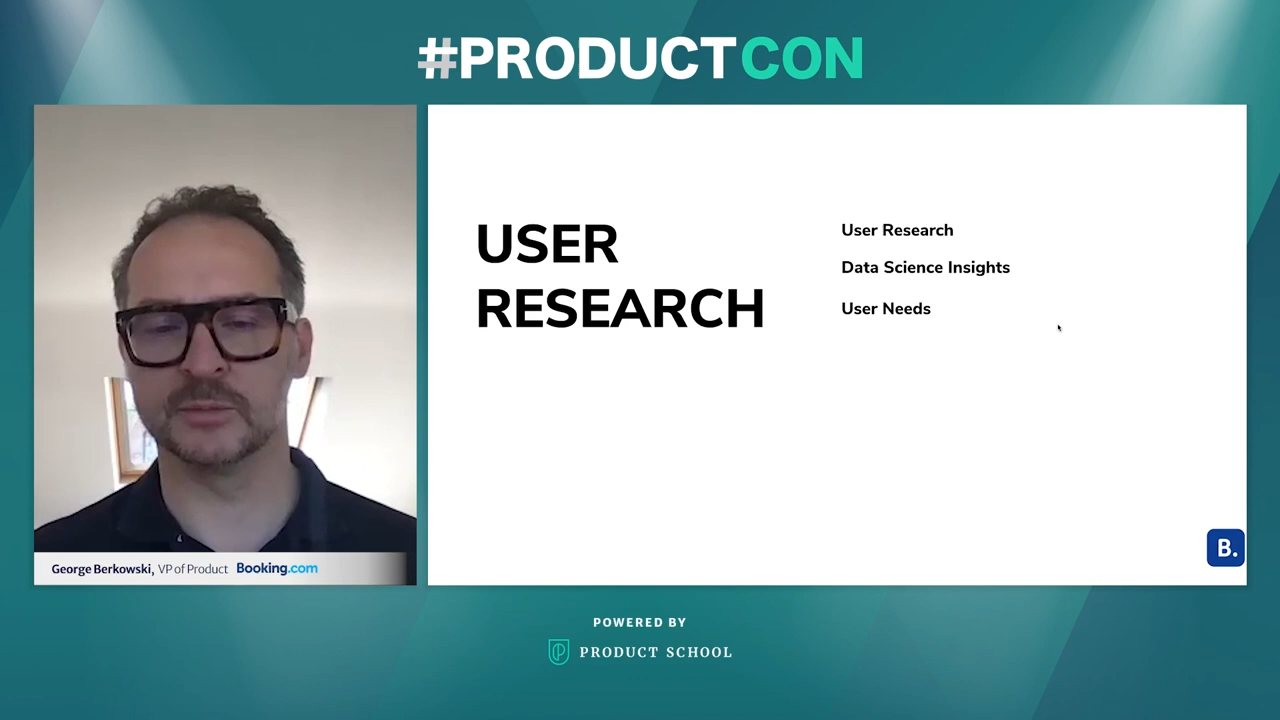 #PRODUCTCON
USER
RESEARCH
User Research
Data Science Insights
User Needs
B.
George Berkowski, VP of Product Booking.com
POWERED BY
PRODUCT SCHOOL